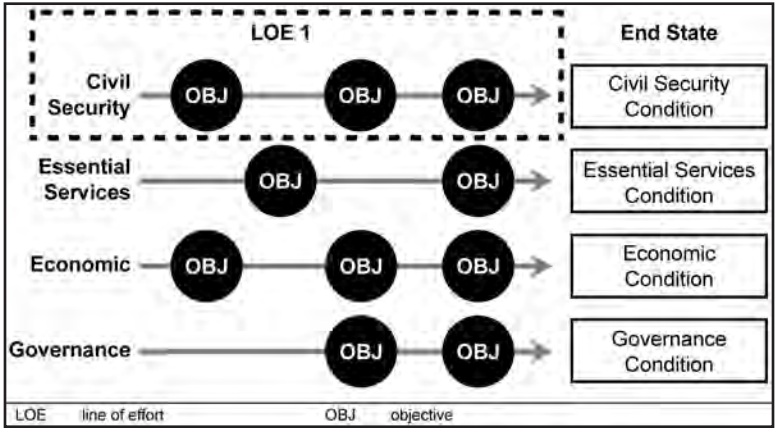 LOE 1
End State
Civil
Security
OBJ OBJ OBJ
Civil Security
Condition
Essential
Services
OBJ OBJ
Essential Services
Condition
Economic
OBJ OBJ OBJ
Economic
Condition
Governance
OBJ OBJ
Governance
Condition
LOE line of effort OBJ objective